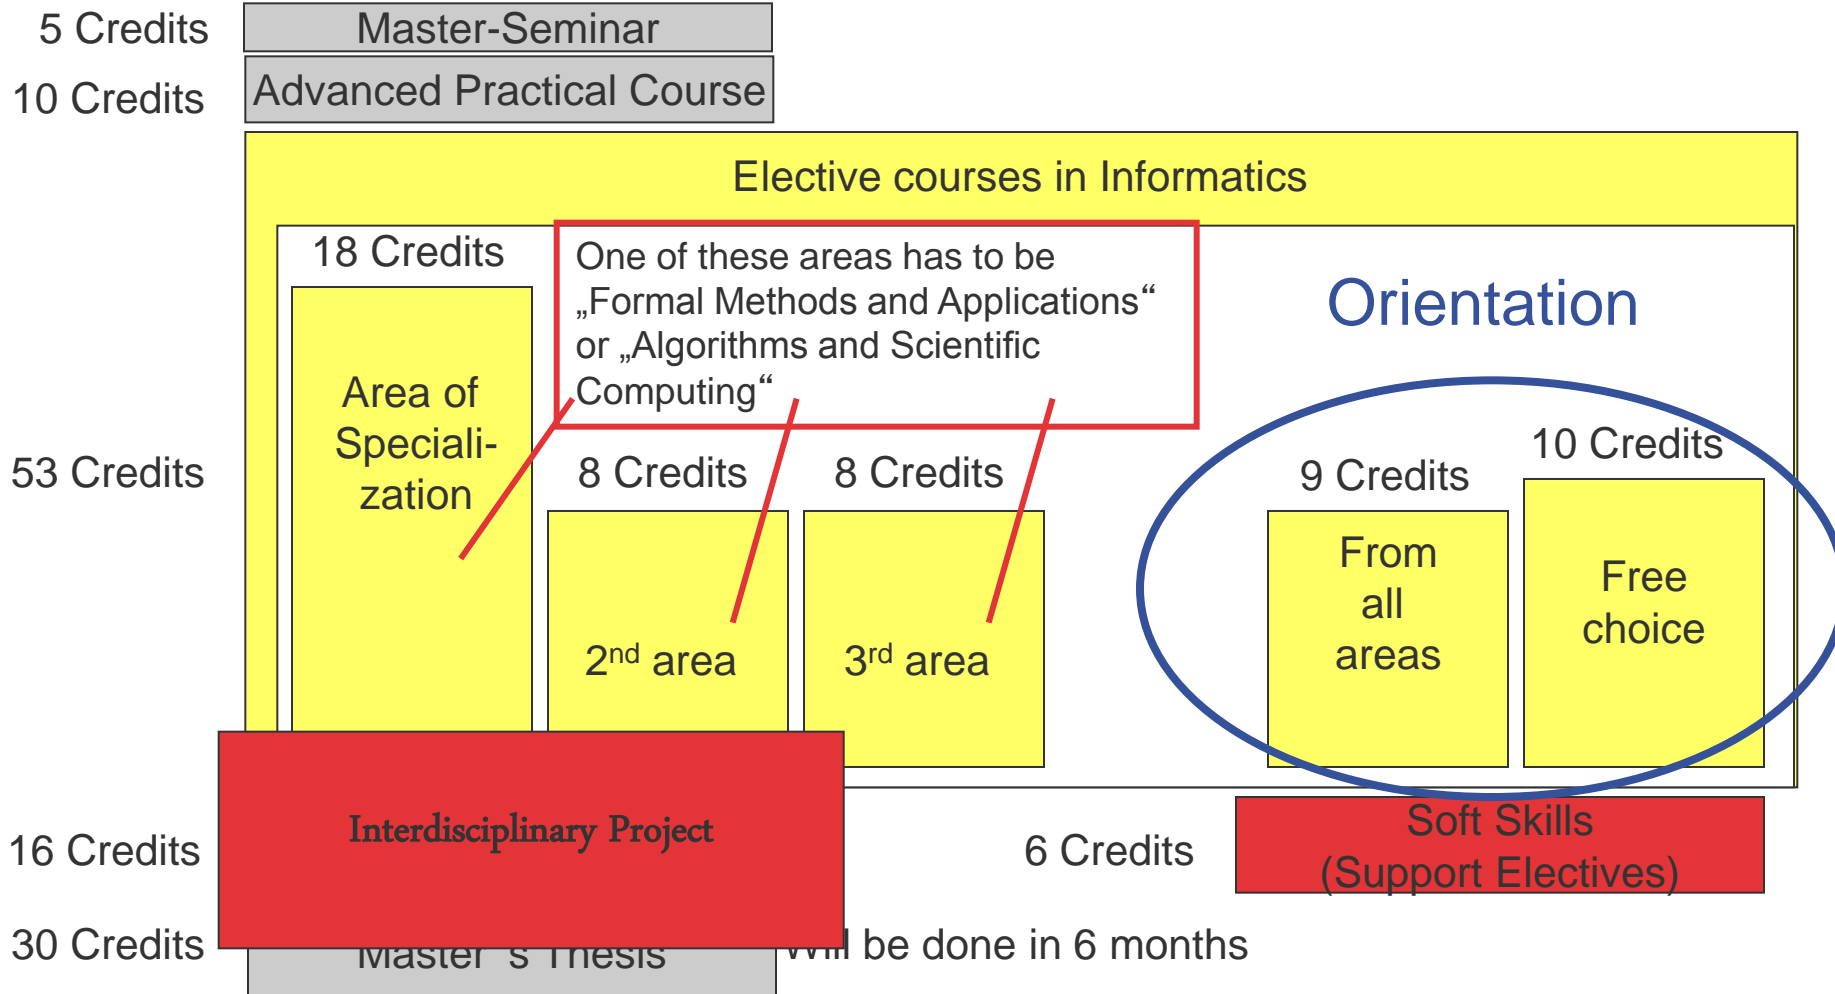 5 Credits
Master-Seminar
10 Credits
Advanced Practical Course
Elective courses in Informatics
18 Credits
One of these areas has to be
„Formal Methods and Applications“
or „Algorithms and Scientific
Computing“
Orientation
Area of
Speciali-
zation
53 Credits
8 Credits
8 Credits
9 Credits
10 Credits
2nd area
3rd area
From
all
areas
Free
choice
16 Credits
Interdisciplinary Project
6 Credits
Soft Skills
(Support Electives)
30 Credits
Master´s Thesis
Will be done in 6 months